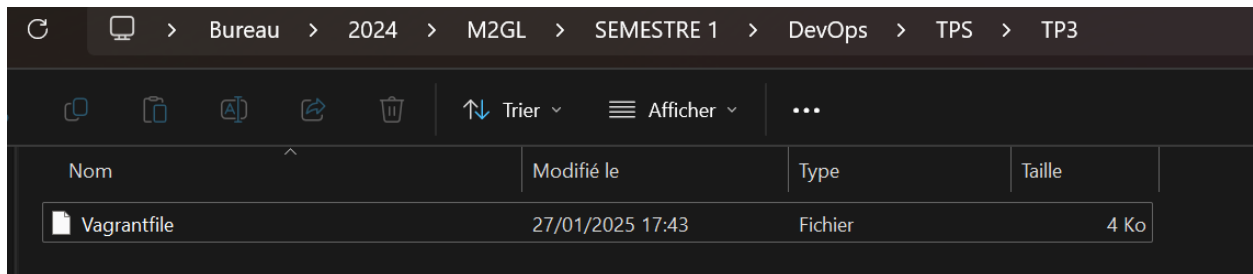 Bureau > 2024 > M2GL > SEMESTRE 1 > DevOps > TPS > TP3
Trier Afficher
Nom Modifié le Type Taille
Vagrantfile 27/01/2025 17:43 Fichier 4 Ko